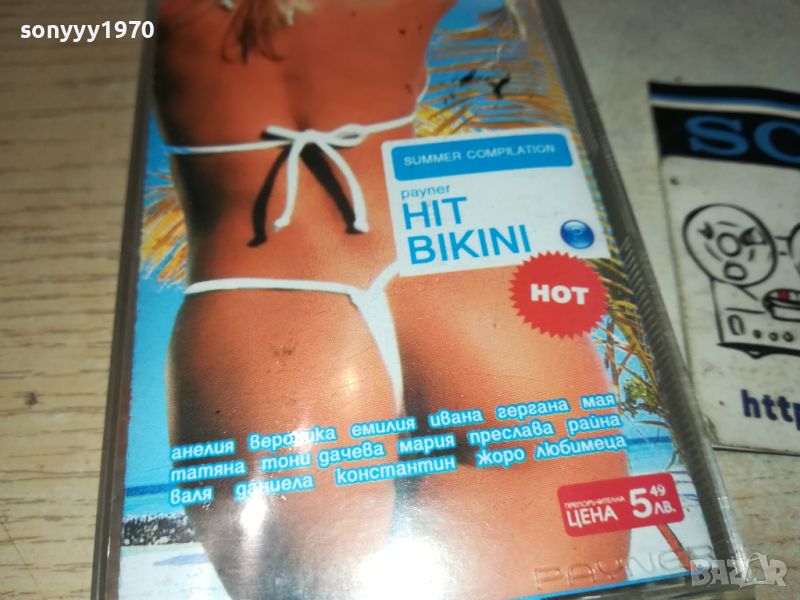 sonyyy1970
SUMMER COMPILATION
payner
HIT
BIKINI
P
HOT
анелия вероника емилия ивана гергана мая
татяна тони дачева мария преслава райна
валя даниела константин жоро любимеца
ПРЕПОРЪЧИТЕЛНА
ЦЕНА 5 49 ЛВ.
PAYNER
SO
http
BAZAR